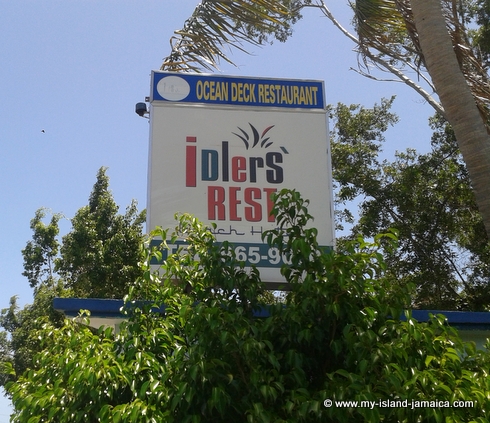 OCEAN DECK RESTAURANT
iDlers`
REST
© www.my-island-jamaica.com